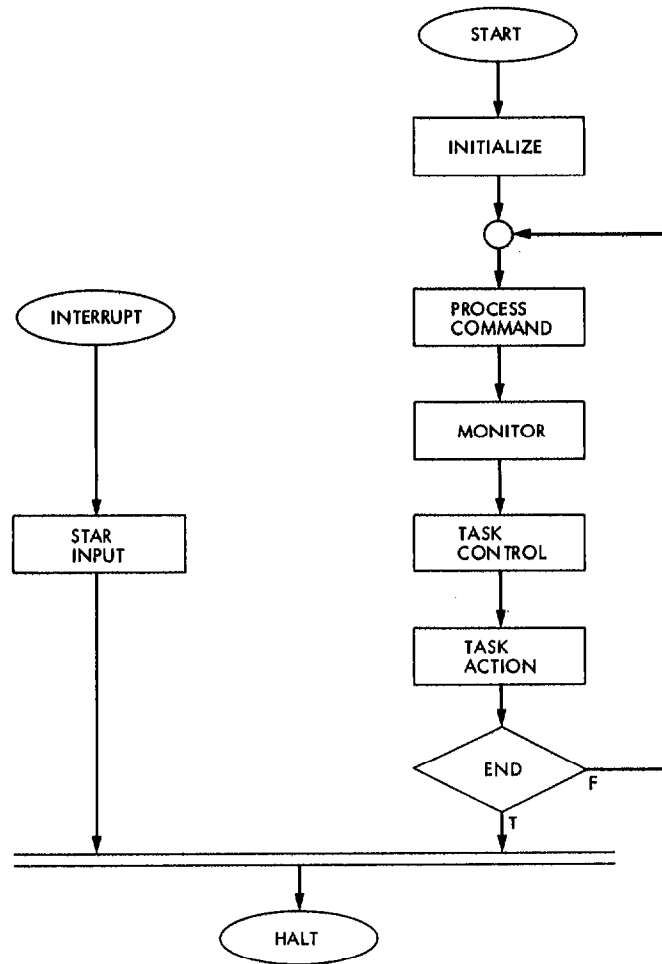 START
INITIALIZE
PROCESS
COMMAND
INTERRUPT
MONITOR
STAR
INPUT
TASK
CONTROL
TASK
ACTION
END
F
T
HALT